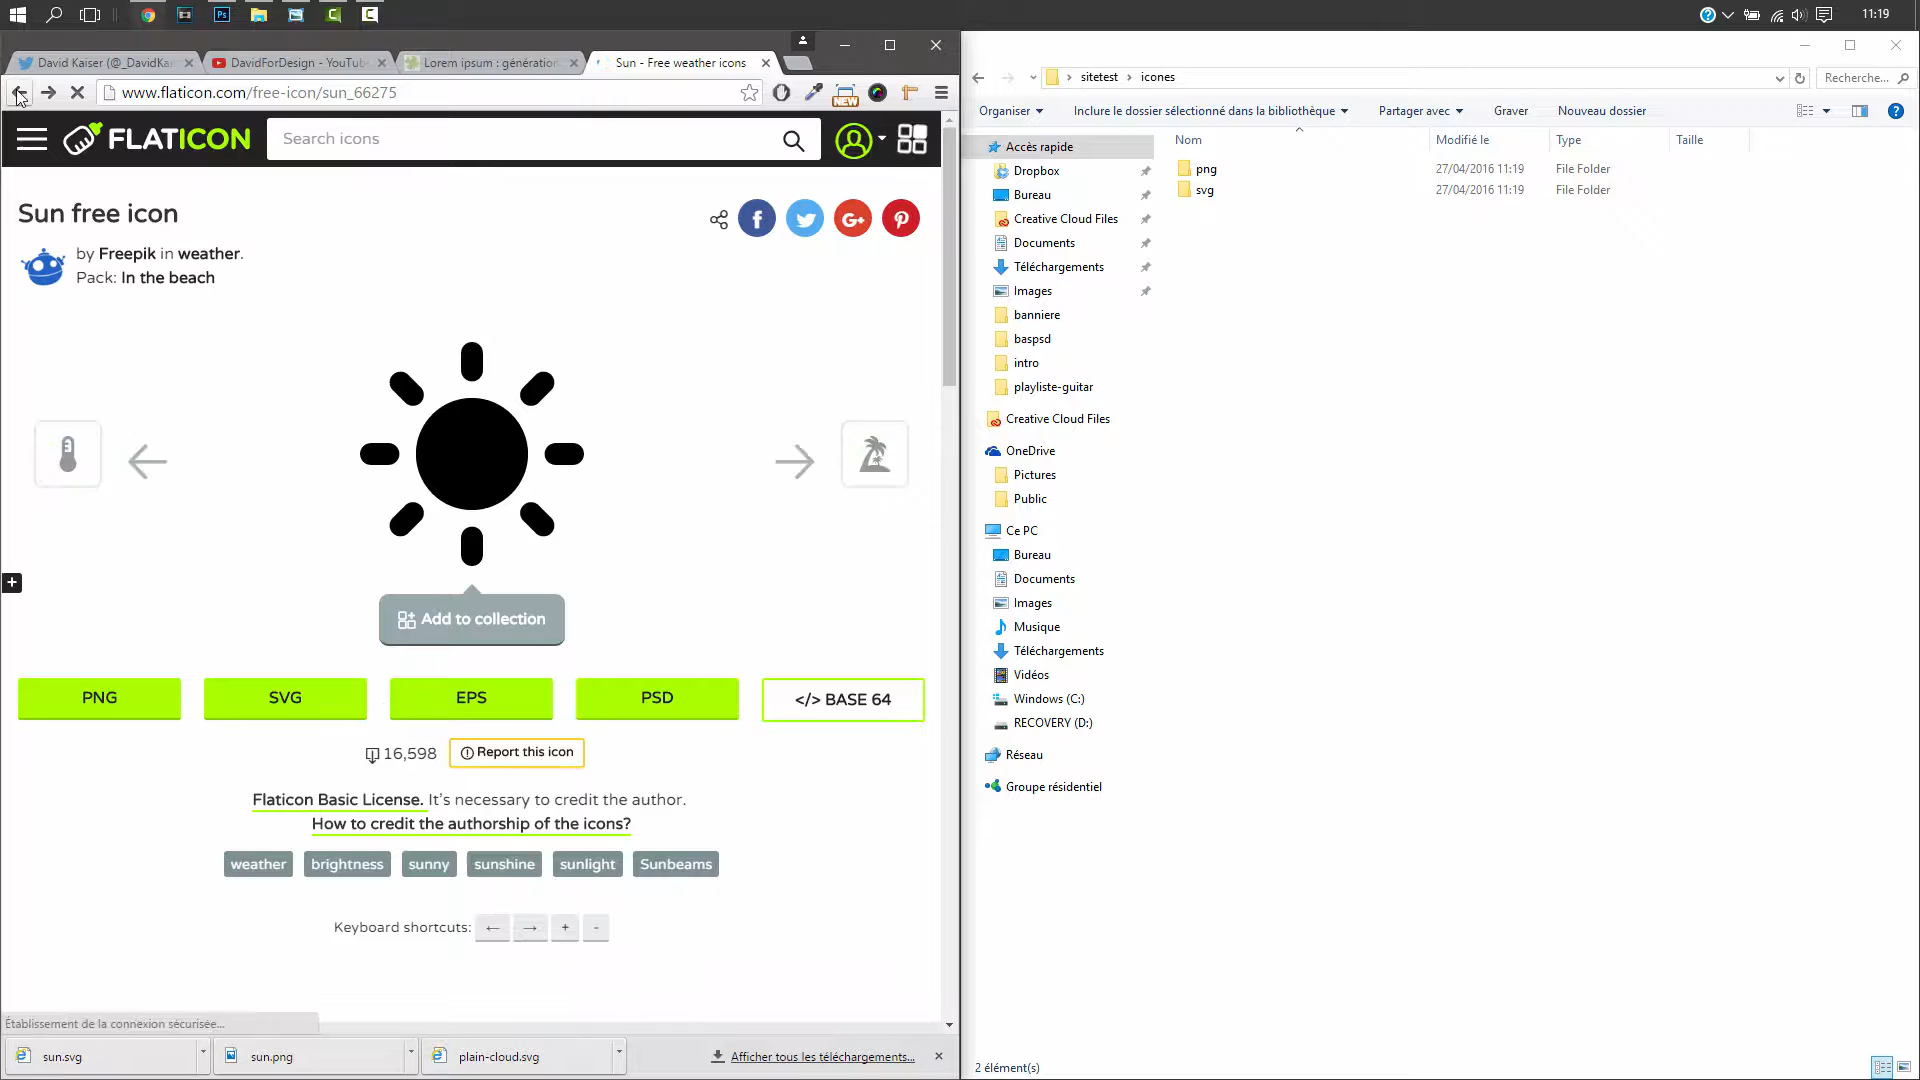 11:19
David Kaiser (@_DavidKa
DavidForDesign - YouTube
Lorem ipsum : génération
Sun - Free weather icons
www.flaticon.com/free-icon/sun_66275
NEW
FLATICON
Search icons
Sun free icon
by Freepik in weather.
Pack: In the beach
Add to collection
PNG
SVG
EPS
PSD
</> BASE 64
16,598
Report this icon
Flaticon Basic License. It's necessary to credit the author.
How to credit the authorship of the icons?
weather
brightness
sunny
sunshine
sunlight
Sunbeams
Keyboard shortcuts: ← → + -
Établissement de la connexion sécurisée...
sun.svg
sun.png
plain-cloud.svg
Afficher tous les téléchargements...
sitetest
icones
Recherche...
Organiser
Inclure le dossier sélectionné dans la bibliothèque
Partager avec
Graver
Nouveau dossier
Nom
Modifié le
Type
Taille
png
27/04/2016 11:19
File Folder
svg
27/04/2016 11:19
File Folder
Accès rapide
Dropbox
Bureau
Creative Cloud Files
Documents
Téléchargements
Images
banniere
baspsd
intro
playliste-guitar
Creative Cloud Files
OneDrive
Pictures
Public
Ce PC
Bureau
Documents
Images
Musique
Téléchargements
Vidéos
Windows (C:)
RECOVERY (D:)
Réseau
Groupe résidentiel
2 élément(s)